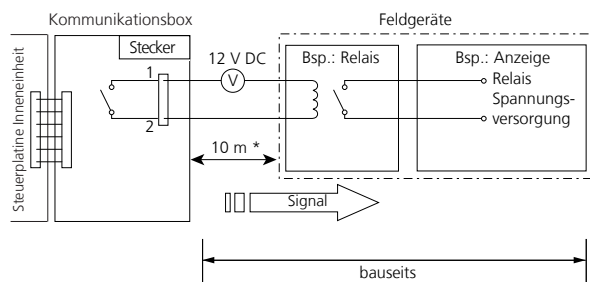 Kommunikationsbox
Feldgeräte
Steuerplatine Inneneinheit
Stecker
1
2
12 V DC
V
Bsp.: Relais
Bsp.: Anzeige
Relais
Spannungs-
versorgung
10 m *
Signal
bauseits